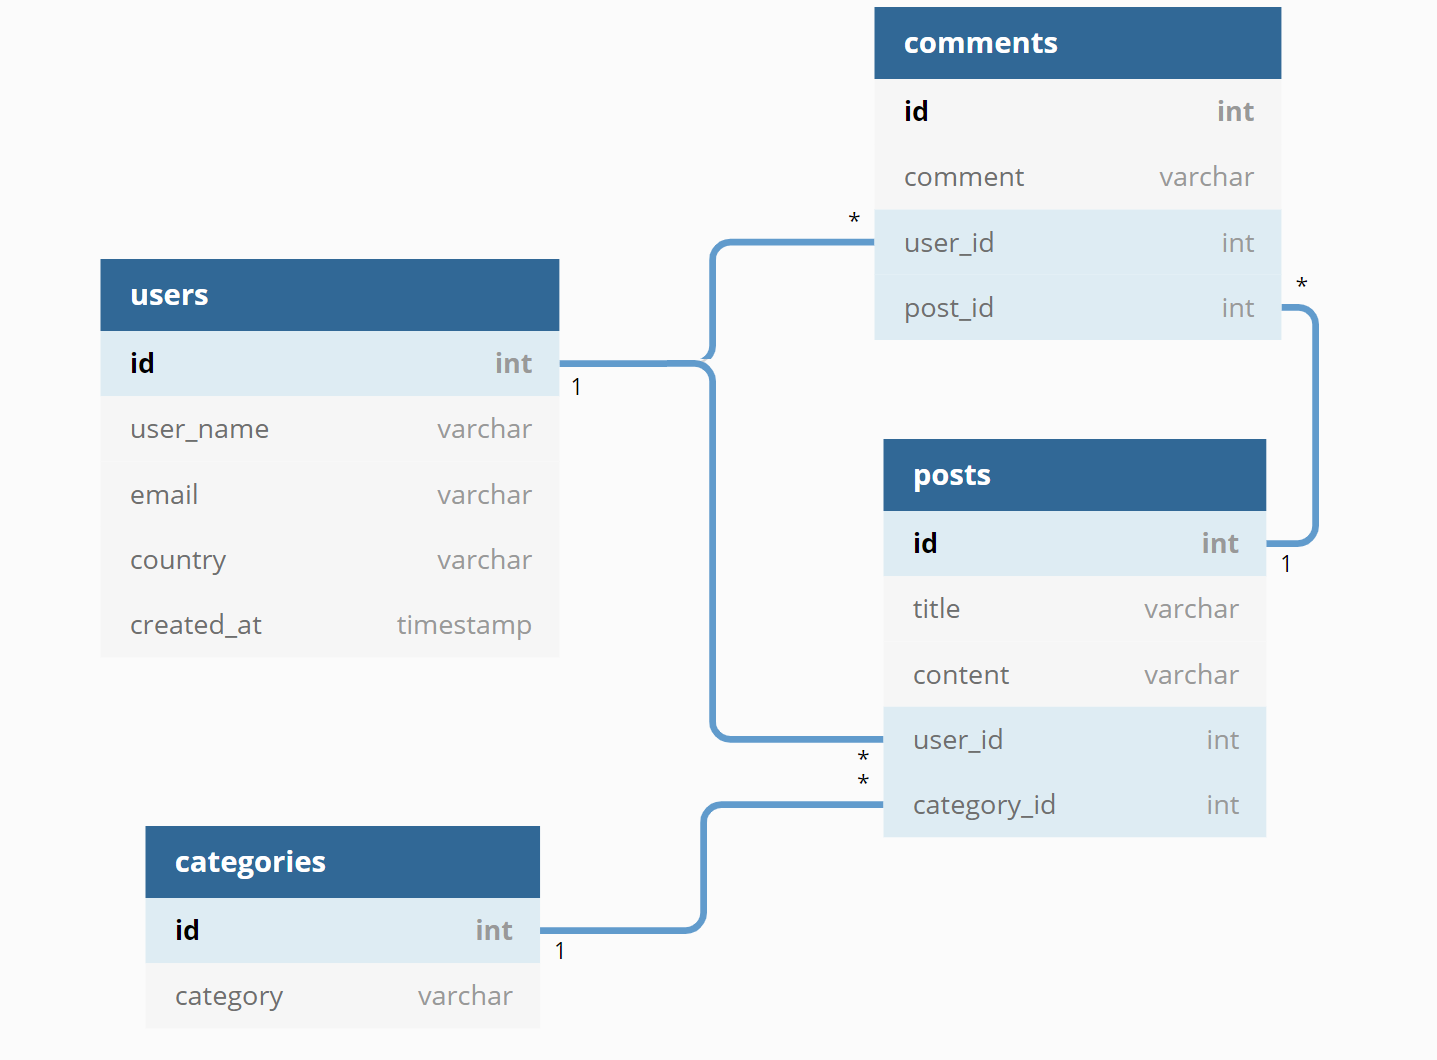 comments
id int
comment varchar
* user_id int
post_id int *
users
id int
1
user_name varchar
email varchar
country varchar
created_at timestamp
posts
id int
1
title varchar
content varchar
user_id int
*
*
category_id int
categories
id int
1
category varchar